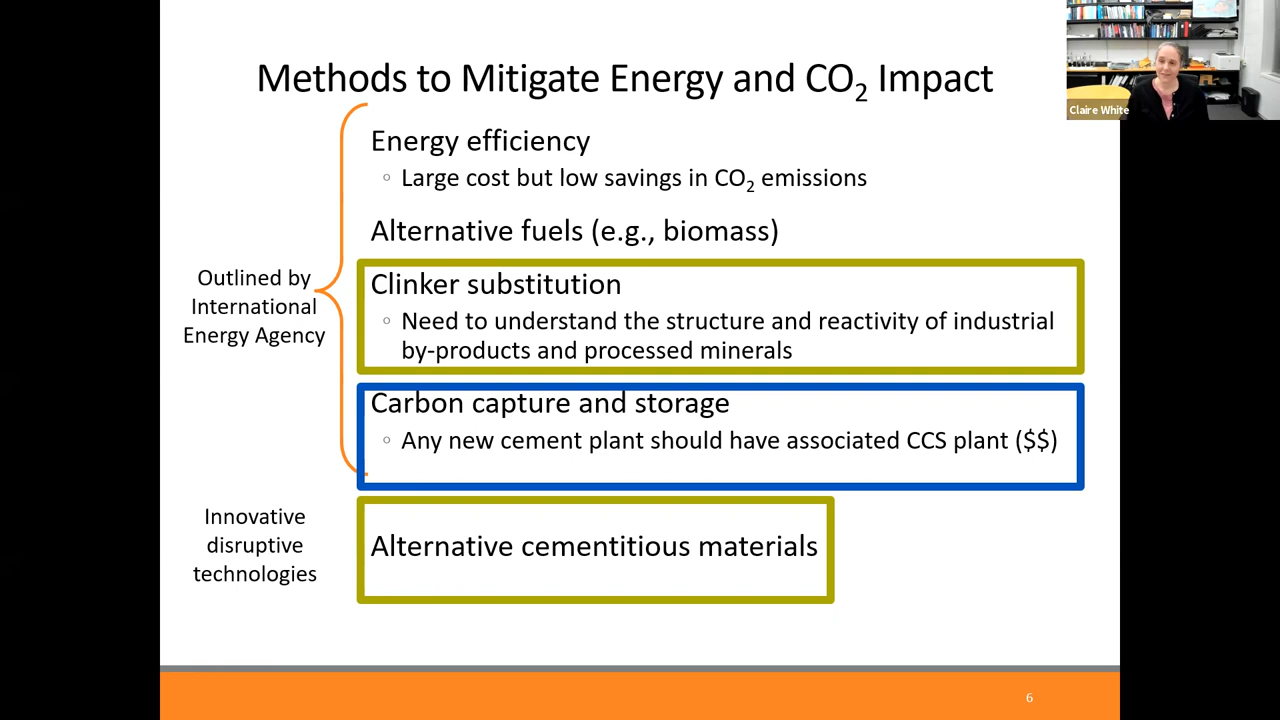 Methods to Mitigate Energy and CO₂ Impact
Claire White
Energy efficiency
◦ Large cost but low savings in CO₂ emissions
Alternative fuels (e.g., biomass)
Outlined by
International
Energy Agency
Clinker substitution
◦ Need to understand the structure and reactivity of industrial
by-products and processed minerals
Carbon capture and storage
◦ Any new cement plant should have associated CCS plant ($$)
Innovative
disruptive
technologies
Alternative cementitious materials
6